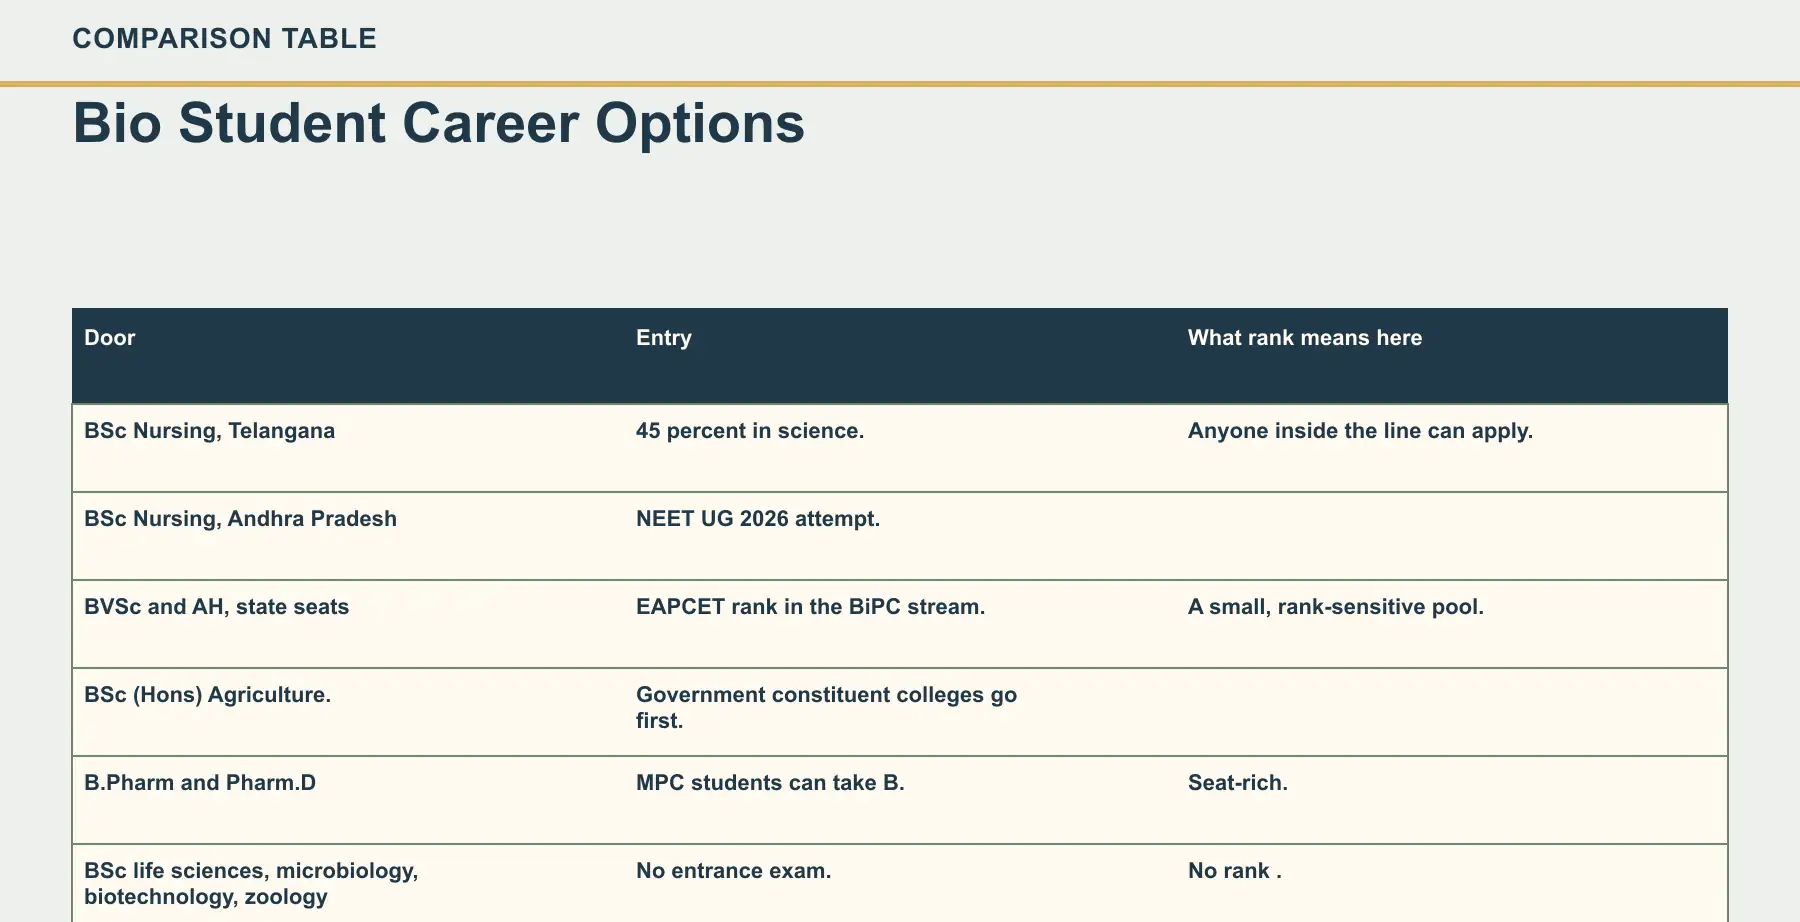 COMPARISON TABLE
Bio Student Career Options
Door
Entry
What rank means here
BSc Nursing, Telangana
45 percent in science.
Anyone inside the line can apply.
BSc Nursing, Andhra Pradesh
NEET UG 2026 attempt.
BVSc and AH, state seats
EAPCET rank in the BiPC stream.
A small, rank-sensitive pool.
BSc (Hons) Agriculture.
Government constituent colleges go
first.
B.Pharm and Pharm.D
MPC students can take B.
Seat-rich.
BSc life sciences, microbiology,
biotechnology, zoology
No entrance exam.
No rank .